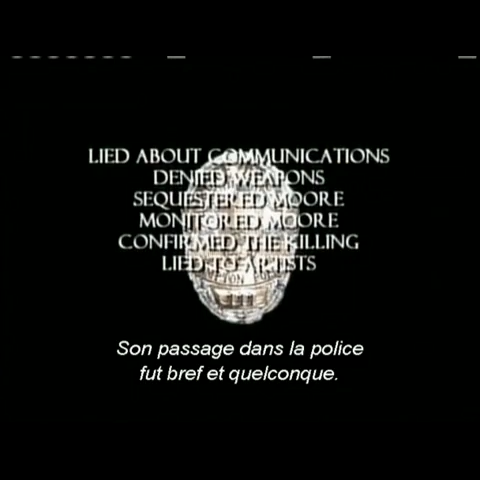 LIED ABOUT COMMUNICATIONS
DENIED WEAPONS
SEQUESTERED MOORE
MONITORED MOORE
CONFIRMED THE KILLING
LIED TO ARTISTS
Son passage dans la police
fut bref et quelconque.